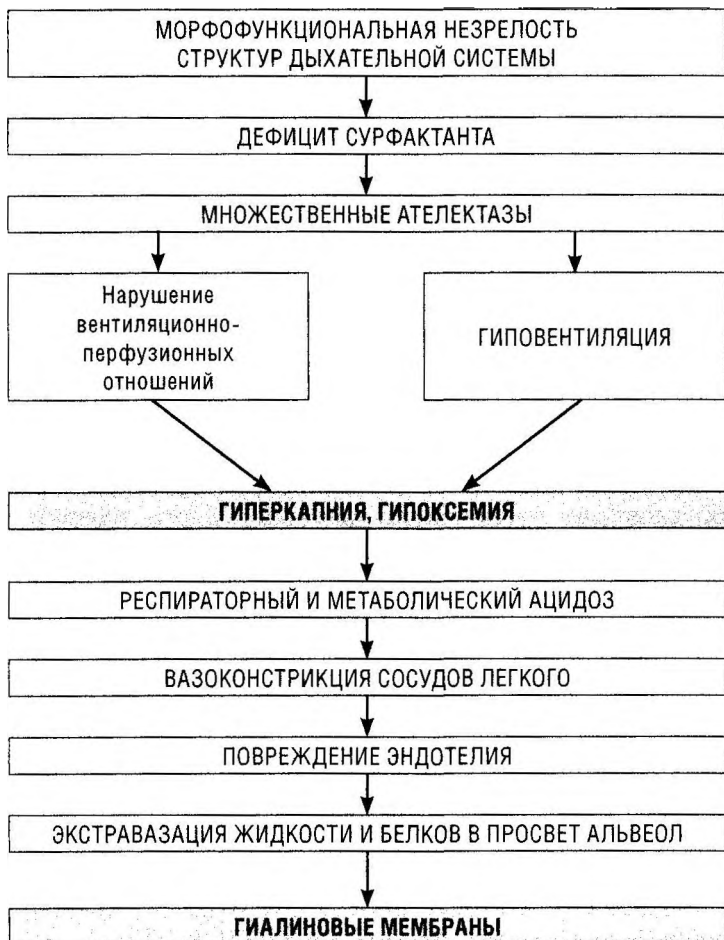 МОРФОФУНКЦИОНАЛЬНАЯ НЕЗРЕЛОСТЬ
СТРУКТУР ДЫХАТЕЛЬНОЙ СИСТЕМЫ
ДЕФИЦИТ СУРФАКТАНТА
МНОЖЕСТВЕННЫЕ АТЕЛЕКТАЗЫ
Нарушение
вентиляционно-
перфузионных
отношений
ГИПОВЕНТИЛЯЦИЯ
ГИПЕРКАПНИЯ, ГИПОКСЕМИЯ
РЕСПИРАТОРНЫЙ И МЕТАБОЛИЧЕСКИЙ АЦИДОЗ
ВАЗОКОНСТРИКЦИЯ СОСУДОВ ЛЕГКОГО
ПОВРЕЖДЕНИЕ ЭНДОТЕЛИЯ
ЭКСТРАВАЗАЦИЯ ЖИДКОСТИ И БЕЛКОВ В ПРОСВЕТ АЛЬВЕОЛ
ГИАЛИНОВЫЕ МЕМБРАНЫ